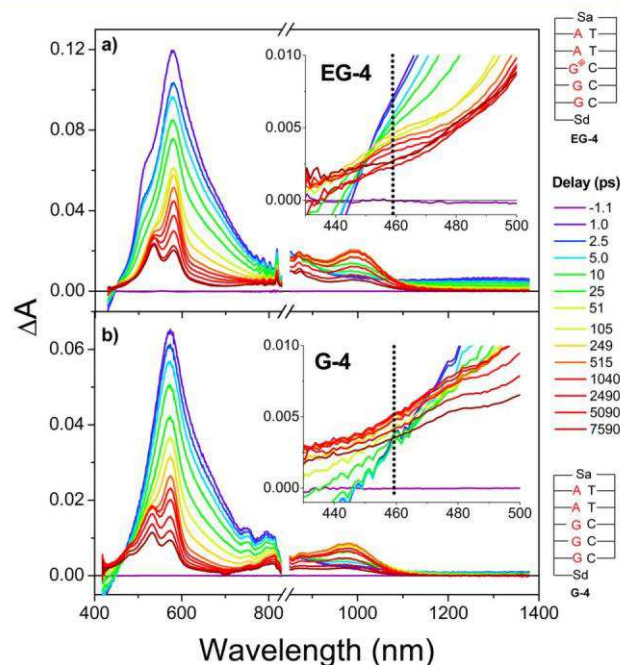 a)
EG-4
0.12
0.08
0.04
0.00
0.010
0.005
0.000
440 460 480 500
b)
G-4
0.06
0.04
0.02
0.00
0.010
0.005
0.000
440 460 480 500
ΔA
400 600 800 1000 1200 1400
Wavelength (nm)
Sa
A T
A T
G C
G C
G C
Sd
EG-4
Delay (ps)
-1.1
1.0
2.5
5.0
10
25
51
105
249
515
1040
2490
5090
7590
Sa
A T
A T
G C
G C
G C
Sd
G-4